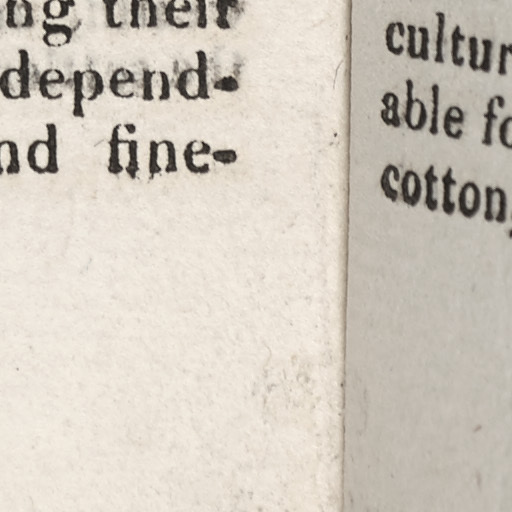 ng their
depend-
nd fine-
cultur
able fo
cotton,